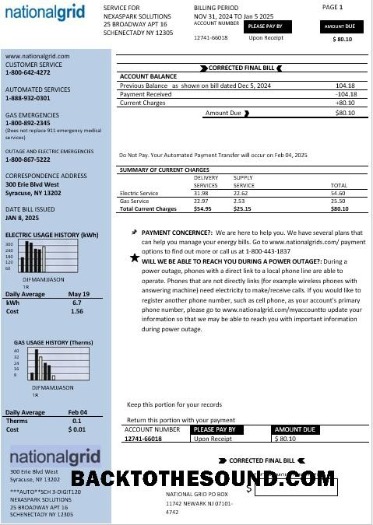 nationalgrid
SERVICE FOR
NEXASPARK SOLUTIONS
25 BROADWAY APT 16
SCHENECTADY NY 12305
BILLING PERIOD
NOV 31, 2024 TO Jan 5 2025
PAGE 1
ACCOUNT NUMBER PLEASE PAY BY AMOUNT DUE
12741-66018 Upon Receipt $ 80.10
www.nationalgrid.com
CUSTOMER SERVICE
1-800-642-4272
AUTOMATED SERVICES
1-888-932-0301
GAS EMERGENCIES
1-800-892-2345
(Does not replace 911 emergency medical
services)
OUTAGE AND ELECTRIC EMERGENCIES
1-800-867-5222
CORRESPONDENCE ADDRESS
300 Erie Blvd West
Syracuse, NY 13202
DATE BILL ISSUED
JAN 8, 2025
ELECTRIC USAGE HISTORY (kWh)
DJFMAMJJASON
Daily Average May 19
kWh 6.7
Cost 1.56
GAS USAGE HISTORY (Therms)
DJFMAMJJASON
Daily Average Feb 04
Therms 0.1
Cost $ 0.01
CORRECTED FINAL BILL
ACCOUNT BALANCE
Previous Balance as shown on bill dated Dec 5, 2024 104.18
Payment Received -104.18
Current Charges +80.10
Amount Due $80.10
Do Not Pay. Your Automated Payment Transfer will occur on Feb 04, 2025
SUMMARY OF CURRENT CHARGES
DELIVERY SUPPLY
SERVICES SERVICE TOTAL
Electric Service 31.98 22.62 54.60
Gas Service 22.97 2.53 25.50
Total Current Charges $54.95 $25.15 $80.10
PAYMENT CONCERNZ? We are here to help you. We have several plans that
can help you manage your energy bills. Go to www.nationalgrids.com/ payment
options to find out more or call us at 1-800-443-1837
WILL WE BE ABLE TO REACH YOU DURING A POWER OUTAGE?: During a
power outage, phones with a direct link to a local phone line are able to
operate. Phones that are not directly links (for example wireless phones with
answering machine) need electricity to make/receive calls. If you would like to
register another phone number, such as cell phone, as your account's primary
phone number, please go to www.nationalgrid.com/myaccountto update your
information so that we may be able to reach you with important information
during power outage.
Keep this portion for your records
Return this portion with your payment
ACCOUNT NUMBER PLEASE PAY BY AMOUNT DUE
12741-66018 Upon Receipt $ 80.10
CORRECTED FINAL BILL
nationalgrid
300 Erie Blvd West
Syracuse, NY 13202
BACKTOTHESOUND.COM
***AUTO**SCH 3-DIGIT120
NEXASPARK SOLUTIONS
25 BROADWAY APT 16
SCHENECTADY NY 12305
NATIONAL GRID PO BOX
11742 NEWARK NJ 07101-
4742
$